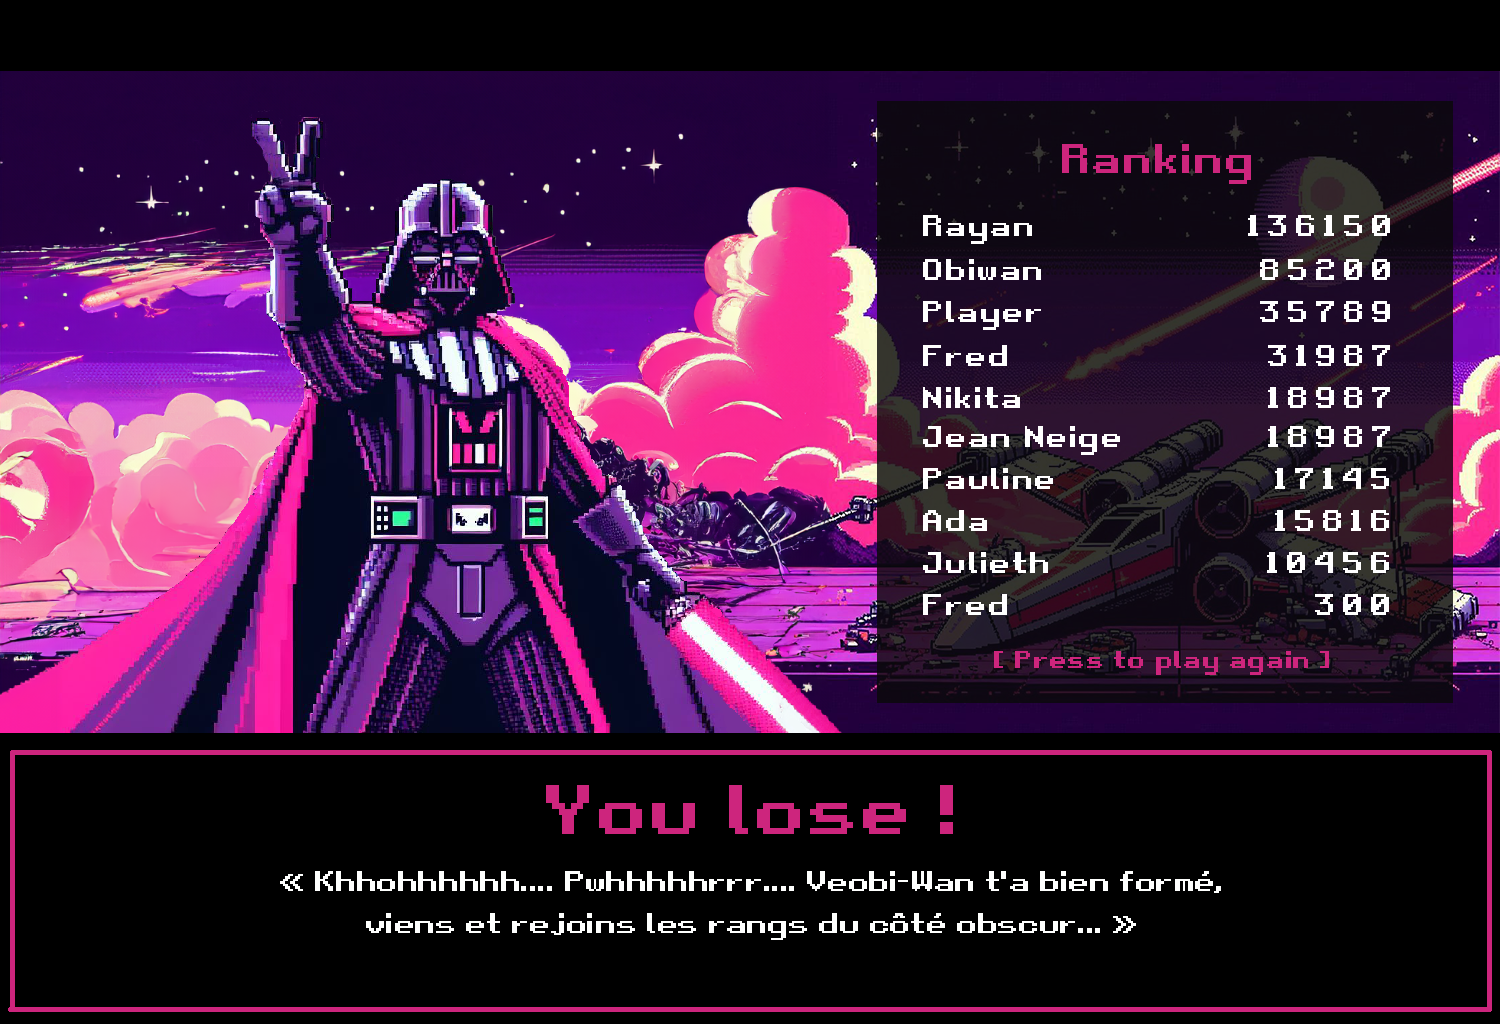 Ranking
Rayan 136150
Obiwan 85200
Player 35789
Fred 31987
Nikita 18987
Jean Neige 18987
Pauline 17145
Ada 15816
Julieth 10456
Fred 300
[ Press to play again ]
You lose !
« Khhohhhhhh.... Pwhhhhhrrr.... Veobi-Wan t'a bien formé,
viens et rejoins les rangs du côté obscur... »